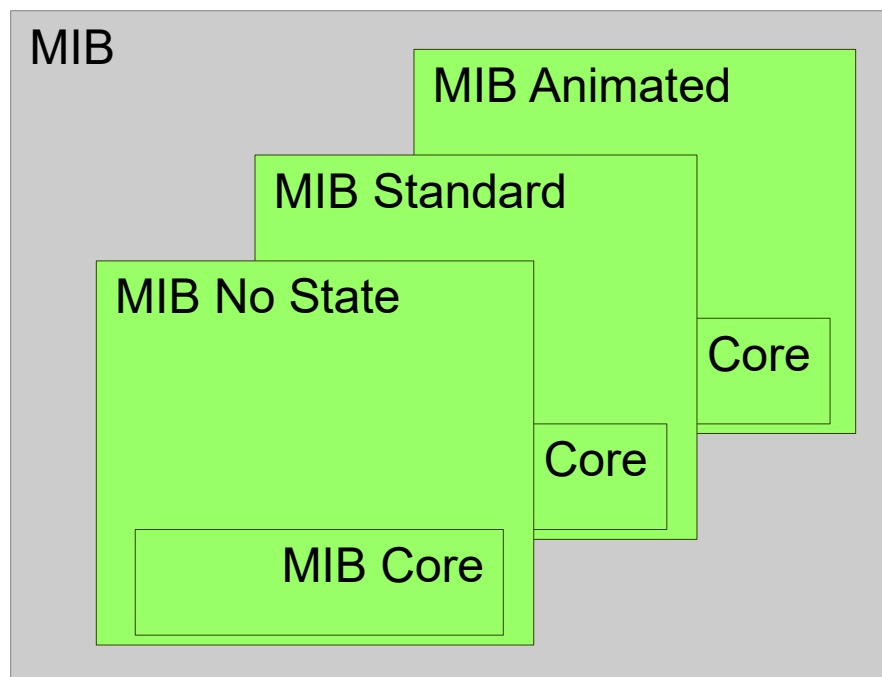 MIB
MIB Animated
MIB Standard
MIB No State
Core
Core
MIB Core